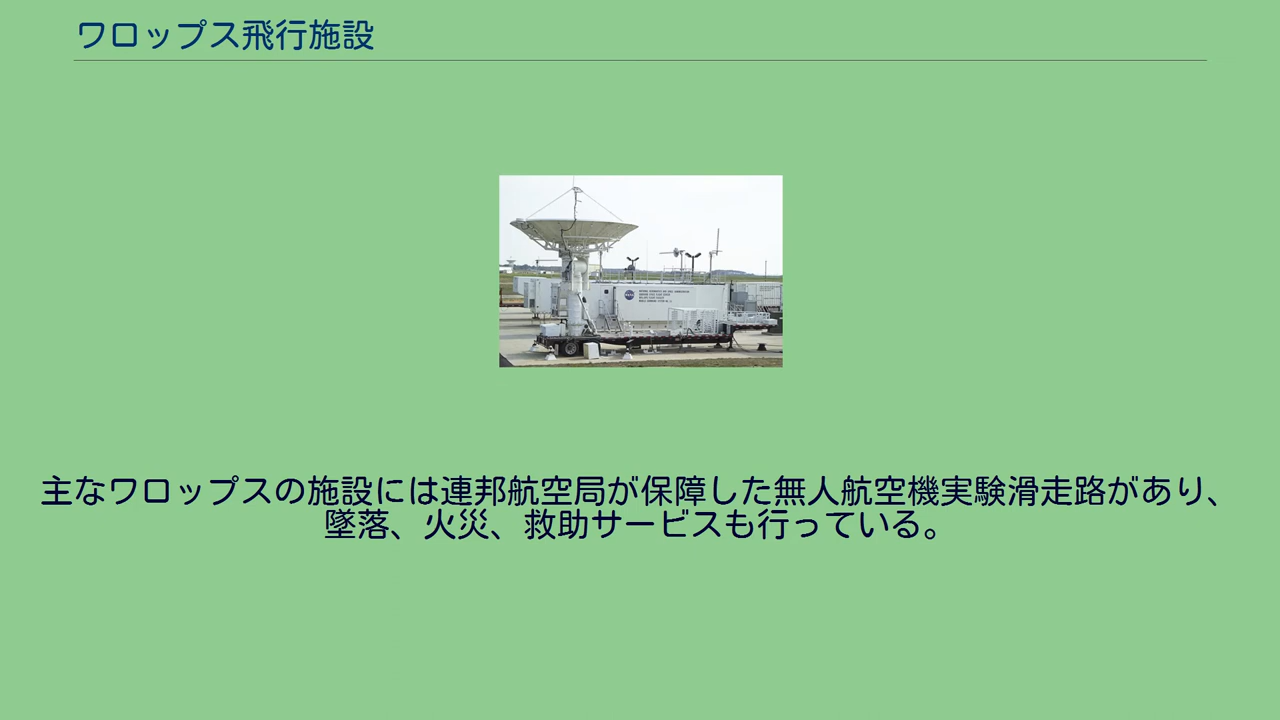 ワロップス飛行施設
主なワロップスの施設には連邦航空局が保障した無人航空機実験滑走路があり、
墜落、火災、救助サービスも行っている。